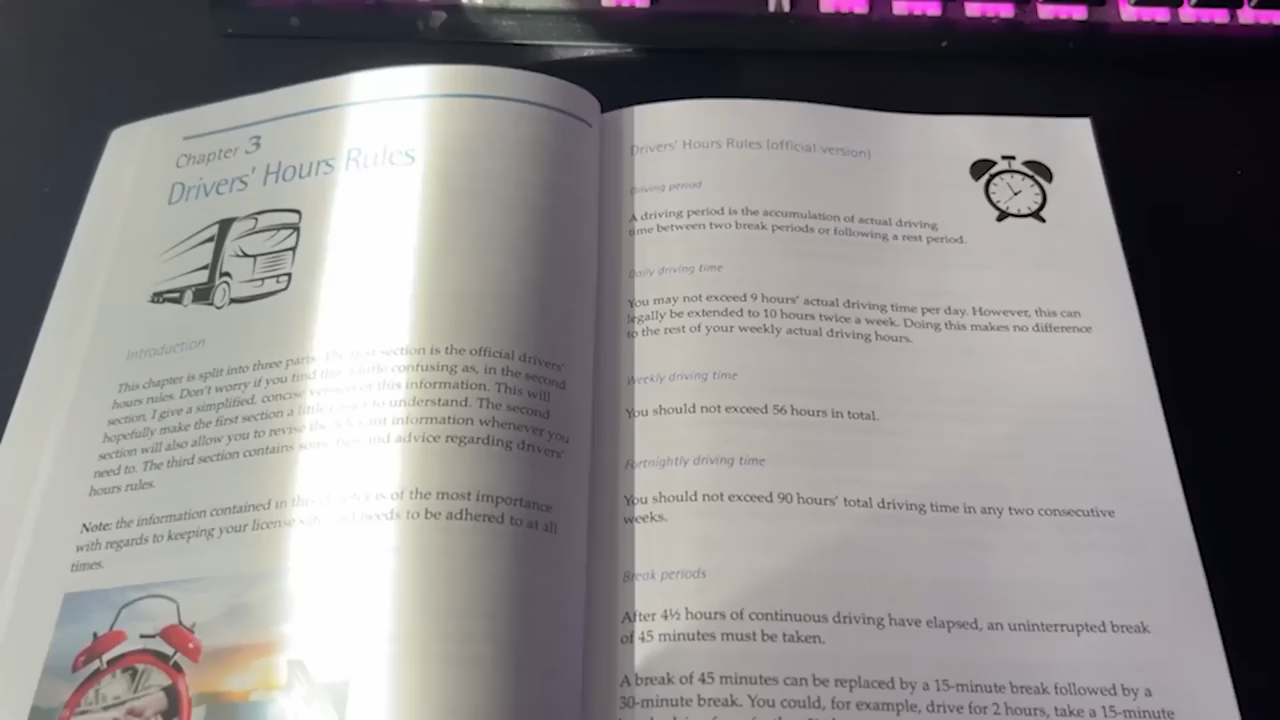 Chapter 3
Drivers' Hours Rules
Introduction
This chapter is split into three parts. The first section is the official drivers'
hours rules. Don't worry if you find this a little confusing as, in the second
section, I give a simplified, concise version of this information. This will
hopefully make the first section a little easier to understand. The second
section will also allow you to revise the relevant information whenever you
need to. The third section contains some tips and advice regarding drivers'
hours rules.
Note: the information contained in this chapter is of the most importance
with regards to keeping your license safe and needs to be adhered to at all
times.
Drivers' Hours Rules (official version)
Driving period
A driving period is the accumulation of actual driving
time between two break periods or following a rest period.
Daily driving time
You may not exceed 9 hours' actual driving time per day. However, this can
legally be extended to 10 hours twice a week. Doing this makes no difference
to the rest of your weekly actual driving hours.
Weekly driving time
You should not exceed 56 hours in total.
Fortnightly driving time
You should not exceed 90 hours' total driving time in any two consecutive
weeks.
Break periods
After 4½ hours of continuous driving have elapsed, an uninterrupted break
of 45 minutes must be taken.
A break of 45 minutes can be replaced by a 15-minute break followed by a
30-minute break. You could, for example, drive for 2 hours, take a 15-minute